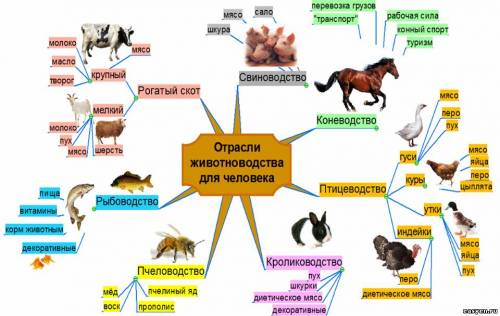 Отрасли
животноводства
для человека
Рогатый скот
крупный
молоко
масло
творог
мясо
мелкий
молоко
пух
мясо
шерсть
Свиноводство
мясо
сало
шкура
Коневодство
перевозка грузов
"транспорт"
рабочая сила
конный спорт
туризм
Птицеводство
гуси
мясо
перо
пух
куры
мясо
яйца
перо
цыплята
утки
мясо
яйца
пух
индейки
перо
диетическое мясо
Кролиководство
пух
шкурки
диетическое мясо
декоративные
Пчеловодство
мёд
воск
пчелиный яд
прополис
Рыбоводство
пища
витамины
корм животным
декоративные
easyen.ru